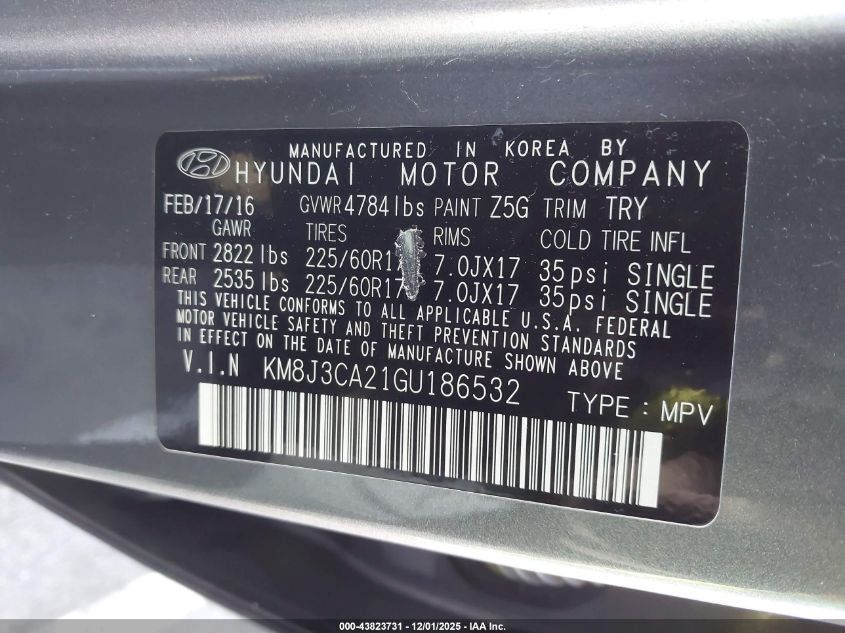 MANUFACTURED IN KOREA BY
HYUNDAI MOTOR COMPANY
FEB/17/16 GVWR 4784 lbs PAINT Z5G TRIM TRY
GAWR TIRES RIMS COLD TIRE INFL
FRONT 2822 lbs 225/60R17 7.0JX17 35psi SINGLE
REAR 2535 lbs 225/60R17 7.0JX17 35psi SINGLE
THIS VEHICLE CONFORMS TO ALL APPLICABLE U.S.A. FEDERAL
MOTOR VEHICLE SAFETY AND THEFT PREVENTION STANDARDS
IN EFFECT ON THE DATE OF MANUFACTURE SHOWN ABOVE
V.I.N KM8J3CA21GU186532
TYPE : MPV
000-43823731 - 12/01/2025 - IAA Inc.